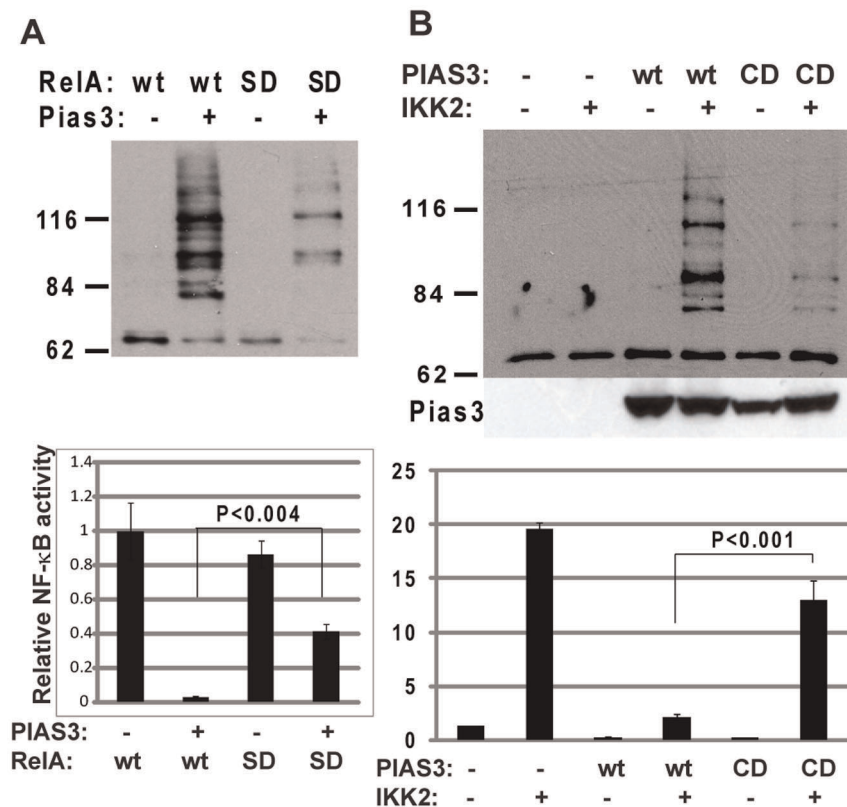 A
RelA: wt wt SD SD
Pias3: - + - +
116
84
62
Relative NF-κB activity
1.4
1.2
1
0.8
0.6
0.4
0.2
0
P<0.004
PIAS3: - + - +
RelA: wt wt SD SD
B
PIAS3: - - wt wt CD CD
IKK2: - + - + - +
116
84
62
Pias3
25
20
15
10
5
0
P<0.001
PIAS3: - - wt wt CD CD
IKK2: - + - + - +